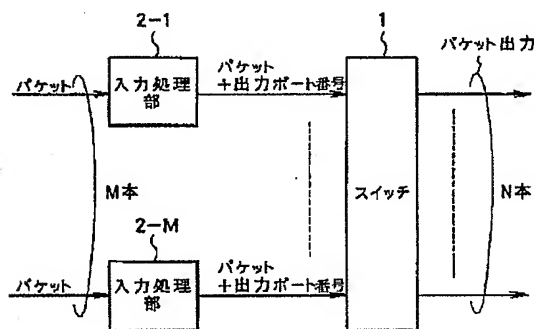 2-1
1
パケット出力
パケット
入力処理
部
パケット
+出力ポート番号
M本
スイッチ
N本
2-M
パケット
入力処理
部
パケット
+出力ポート番号